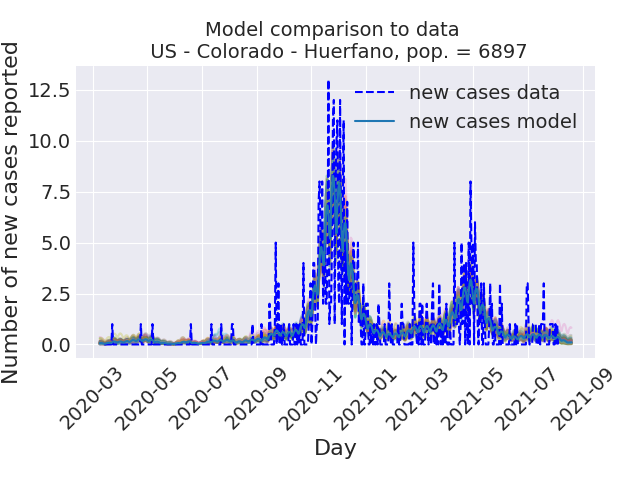 Model comparison to data
US - Colorado - Huerfano, pop. = 6897
Number of new cases reported
12.5
10.0
7.5
5.0
2.5
0.0
new cases data
new cases model
2020-03
2020-05
2020-07
2020-09
2020-11
2021-01
2021-03
2021-05
2021-07
2021-09
Day